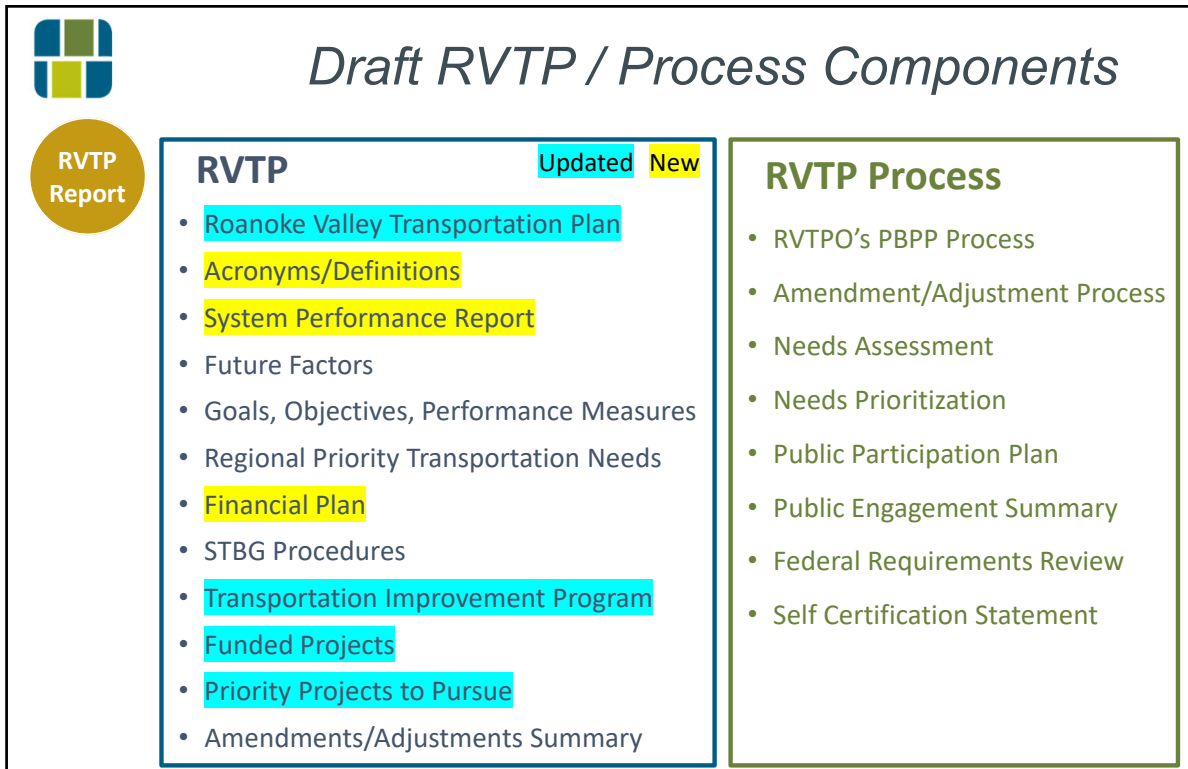 Draft RVTP / Process Components
RVTP
Report
RVTP
Updated New
• Roanoke Valley Transportation Plan
• Acronyms/Definitions
• System Performance Report
• Future Factors
• Goals, Objectives, Performance Measures
• Regional Priority Transportation Needs
• Financial Plan
• STBG Procedures
• Transportation Improvement Program
• Funded Projects
• Priority Projects to Pursue
• Amendments/Adjustments Summary
RVTP Process
• RVTPO’s PBPP Process
• Amendment/Adjustment Process
• Needs Assessment
• Needs Prioritization
• Public Participation Plan
• Public Engagement Summary
• Federal Requirements Review
• Self Certification Statement